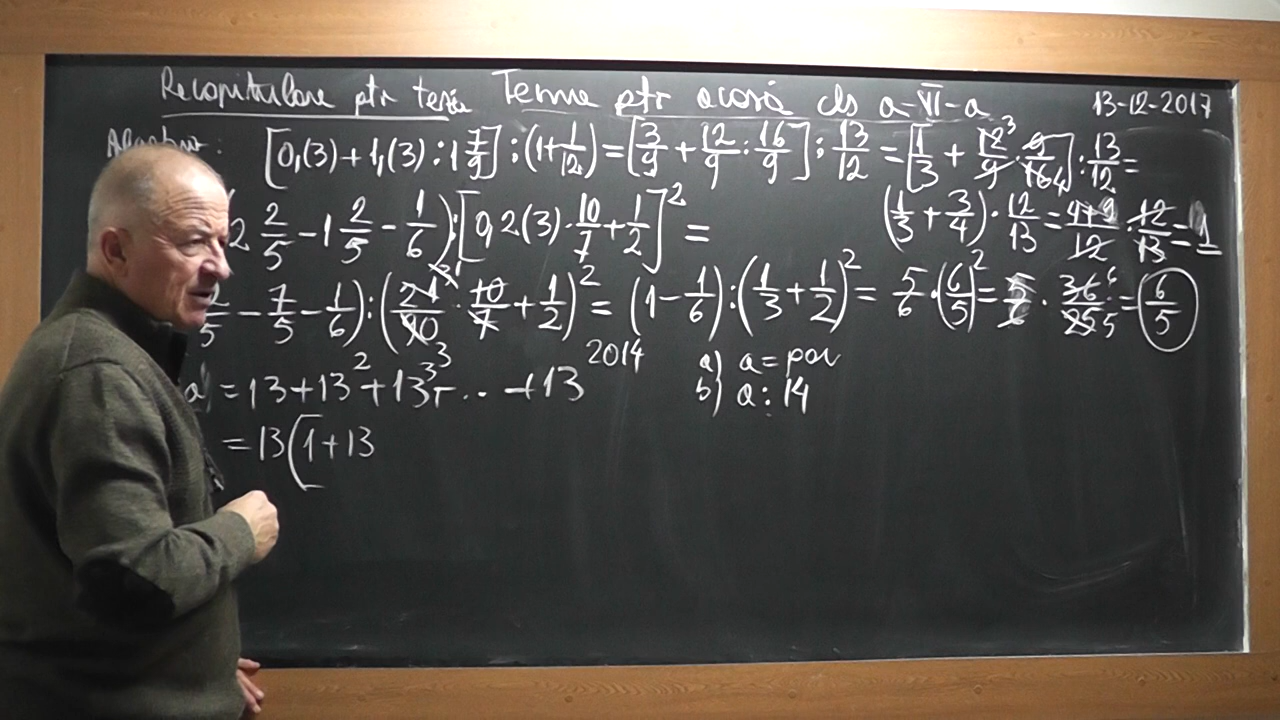 Recapitulare ptr teză Teme ptr acasă cls a-VI-a 13-12-2017
[0,(3)+1,(3):1 7/9]:(1+1/12)=[3/9+12/9:16/9]:13/12=[1/3+12/9·9/16]:13/12=
2 2/5-1 2/5-1/6):[0,2(3)·10/7+1/2]²= (1/3+3/4)·12/13=4+9/12·12/13=1
/5-7/5-1/6):(21/90·10/7+1/2)²=(1-1/6):(1/3+1/2)²=5/6·(6/5)²=5/6·36/25=6/5
a)=13+13²+13³+...+13²⁰¹⁴ a) a=par
b) a⋮14
=13(1+13